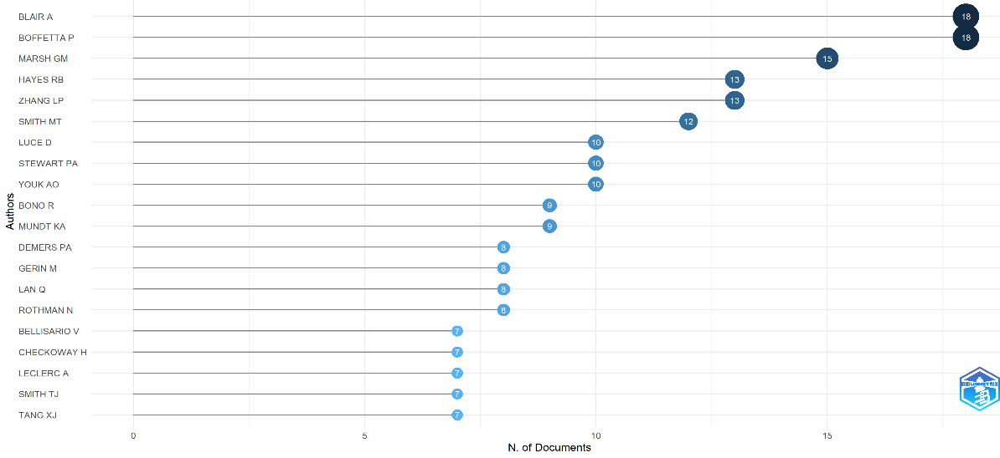 BLAIR A 18
BOFFETTA P 18
MARSH GM 15
HAYES RB 13
ZHANG LP 13
SMITH MT 12
LUCE D 10
STEWART PA 10
YOUK AO 10
BONO R 9
MUNDT KA 9
DEMERS PA 8
GERIN M 8
LAN Q 8
ROTHMAN N 8
BELLISARIO V 7
CHECKOWAY H 7
LECLERC A 7
SMITH TJ 7
TANG XJ 7
Authors
0 5 10 15
N. of Documents
BIBLIOMETRIX